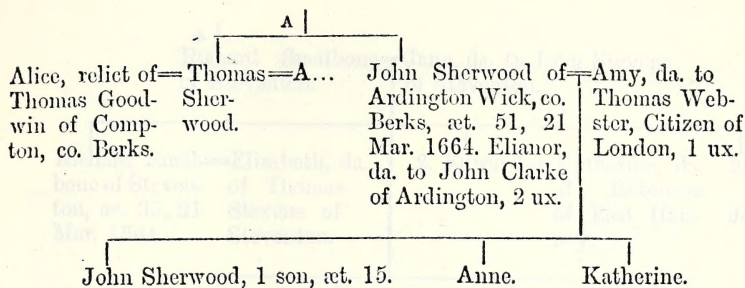 A
Alice, relict of= Thomas=A...
Thomas Good-
win of Comp-
ton, co. Berks.
Sher-
wood.
John Sherwood of=Amy, da. to
Ardington Wick, co.
Berks, æt. 51, 21
Mar. 1664. Elianor,
da. to John Clarke
of Ardington, 2 ux.
Thomas Web-
ster, Citizen of
London, 1 ux.
John Sherwood, 1 son, æt. 15. Anne. Katherine.